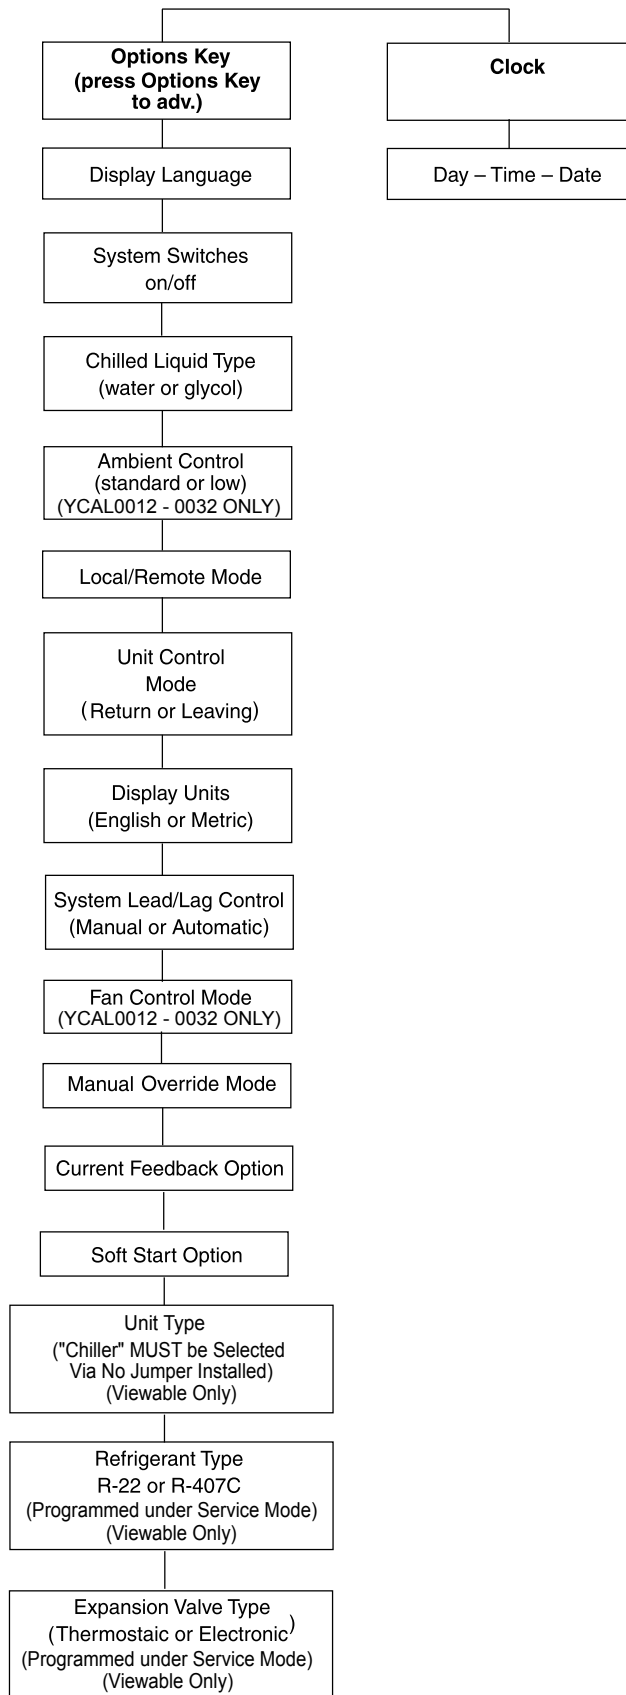 Options Key
(press Options Key
to adv.)
Clock
Display Language
Day – Time – Date
System Switches
on/off
Chilled Liquid Type
(water or glycol)
Ambient Control
(standard or low)
(YCAL0012 - 0032 ONLY)
Local/Remote Mode
Unit Control
Mode
(Return or Leaving)
Display Units
(English or Metric)
System Lead/Lag Control
(Manual or Automatic)
Fan Control Mode
(YCAL0012 - 0032 ONLY)
Manual Override Mode
Current Feedback Option
Soft Start Option
Unit Type
("Chiller" MUST be Selected
Via No Jumper Installed)
(Viewable Only)
Refrigerant Type
R-22 or R-407C
(Programmed under Service Mode)
(Viewable Only)
Expansion Valve Type
(Thermostaic or Electronic)
(Programmed under Service Mode)
(Viewable Only)